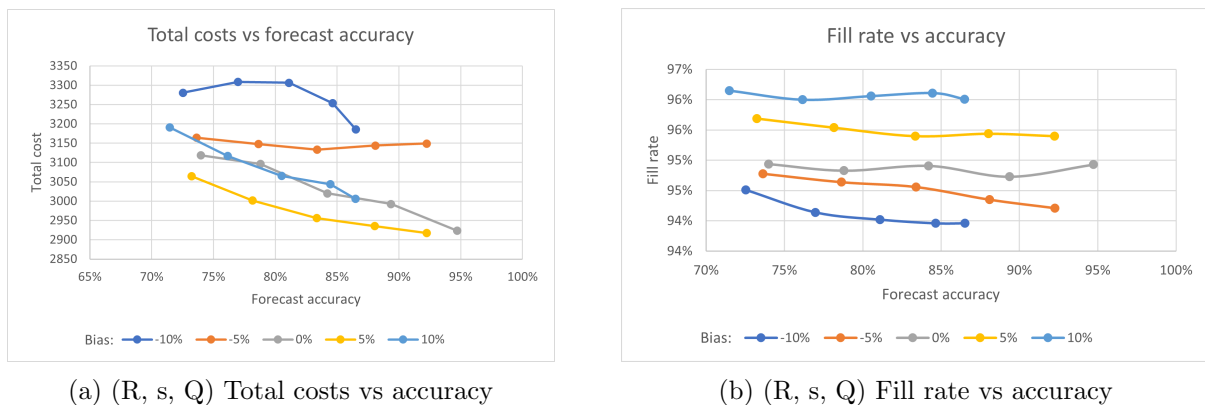 Total costs vs forecast accuracy
3350
3300
3250
3200
3150
3100
3050
3000
2950
2900
2850
Total cost
65% 70% 75% 80% 85% 90% 95% 100%
Forecast accuracy
Bias: -10% -5% 0% 5% 10%
(a) (R, s, Q) Total costs vs accuracy
Fill rate vs accuracy
97%
96%
96%
95%
95%
94%
94%
Fill rate
70% 75% 80% 85% 90% 95% 100%
Forecast accuracy
Bias: -10% -5% 0% 5% 10%
(b) (R, s, Q) Fill rate vs accuracy